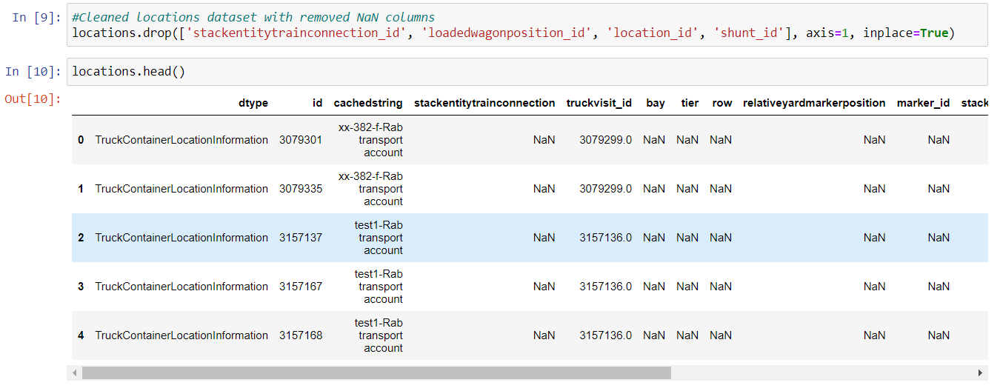 In [9]: #Cleaned locations dataset with removed NaN columns
locations.drop(['stackentitytrainconnection_id', 'loadedwagonposition_id', 'location_id', 'shunt_id'], axis=1, inplace=True)
In [10]: locations.head()
Out[10]:
dtype id cachedstring stackentitytrainconnection truckvisit_id bay tier row relativeyardmarkerposition marker_id stack
xx-382-f-Rab
0 TruckContainerLocationInformation 3079301 transport NaN 3079299.0 NaN NaN NaN NaN NaN
account
xx-382-f-Rab
1 TruckContainerLocationInformation 3079335 transport NaN 3079299.0 NaN NaN NaN NaN NaN
account
test1-Rab
2 TruckContainerLocationInformation 3157137 transport NaN 3157136.0 NaN NaN NaN NaN NaN
account
test1-Rab
3 TruckContainerLocationInformation 3157167 transport NaN 3157136.0 NaN NaN NaN NaN NaN
account
test1-Rab
4 TruckContainerLocationInformation 3157168 transport NaN 3157136.0 NaN NaN NaN NaN NaN
account